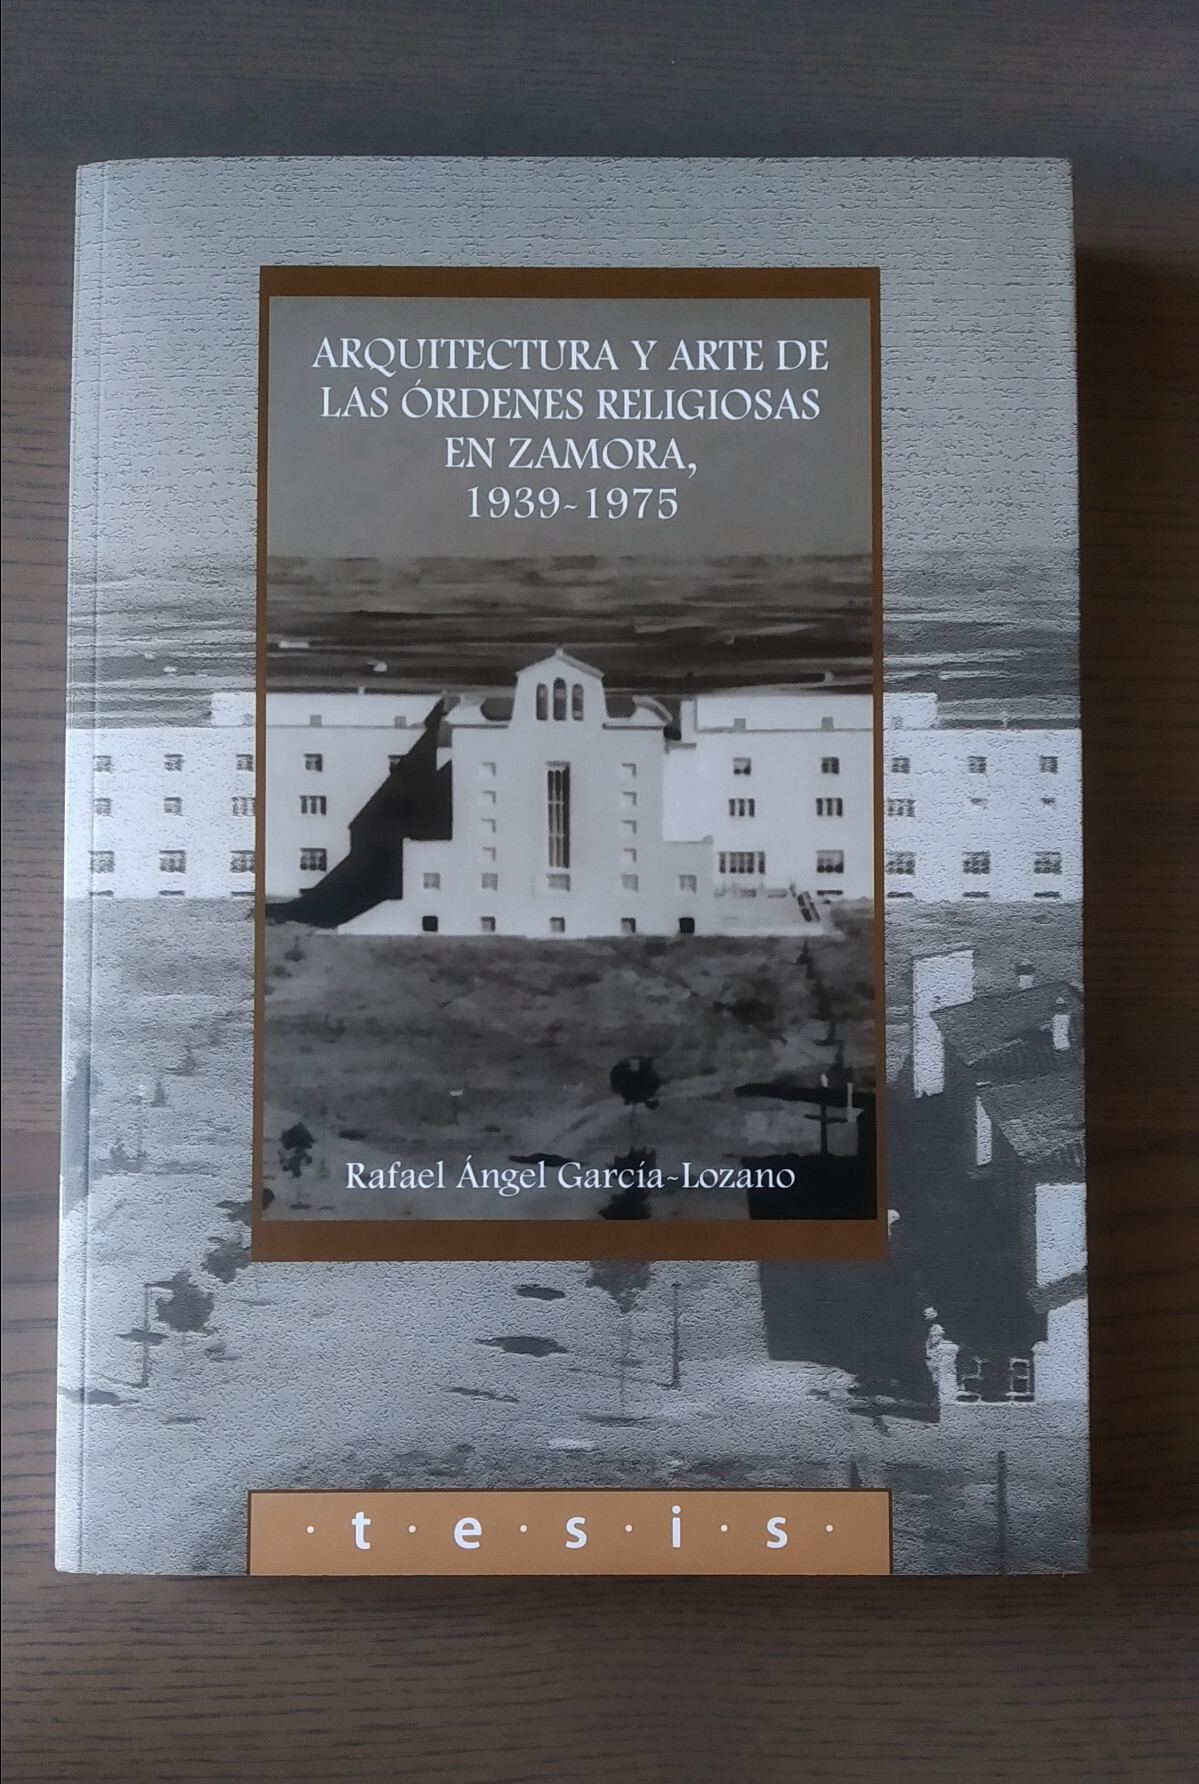 ARQUITECTURA Y ARTE DE
LAS ÓRDENES RELIGIOSAS
EN ZAMORA,
1939-1975
Rafael Ángel García-Lozano
· t · e · s · i · s ·